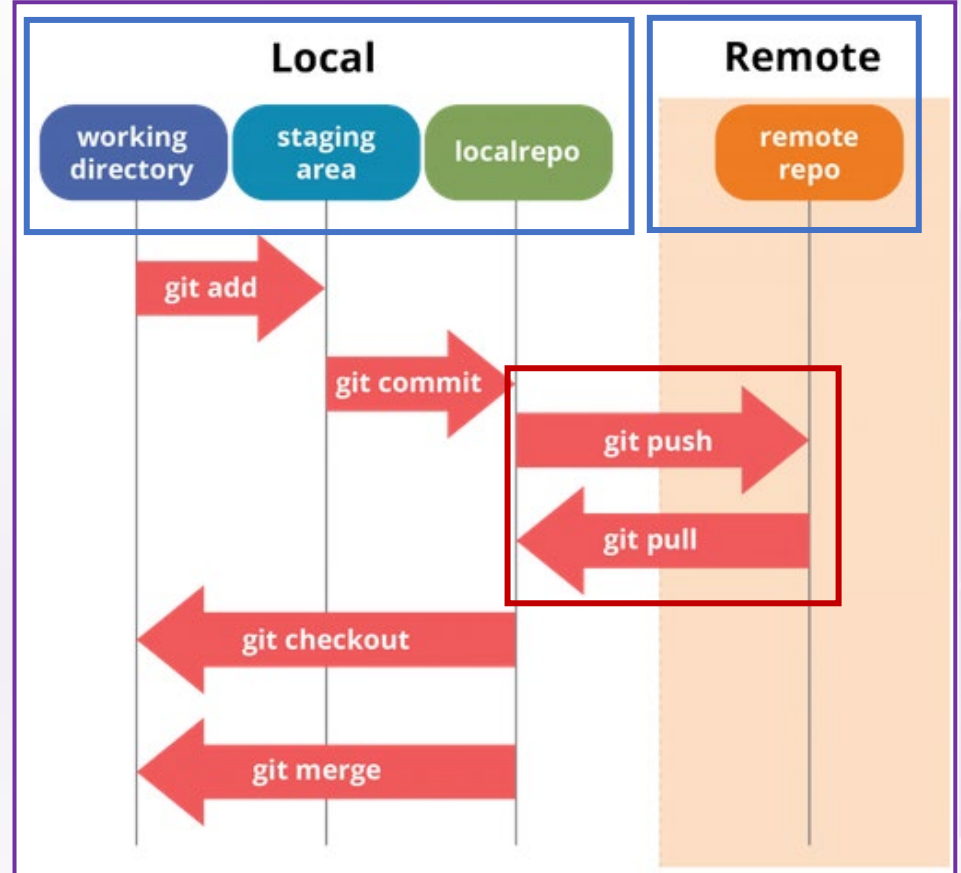 Local
Remote
working
directory
staging
area
localrepo
remote
repo
git add
git commit
git push
git pull
git checkout
git merge